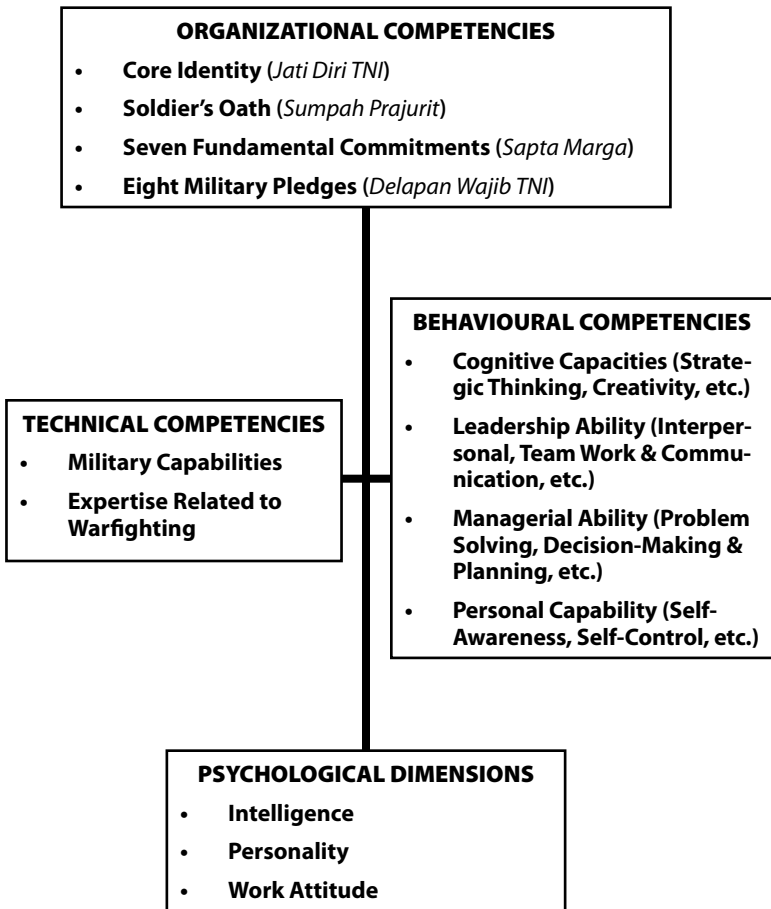 ORGANIZATIONAL COMPETENCIES
• Core Identity (Jati Diri TNI)
• Soldier's Oath (Sumpah Prajurit)
• Seven Fundamental Commitments (Sapta Marga)
• Eight Military Pledges (Delapan Wajib TNI)
TECHNICAL COMPETENCIES
• Military Capabilities
• Expertise Related to
Warfighting
BEHAVIOURAL COMPETENCIES
• Cognitive Capacities (Strate-
gic Thinking, Creativity, etc.)
• Leadership Ability (Interper-
sonal, Team Work & Commu-
nication, etc.)
• Managerial Ability (Problem
Solving, Decision-Making &
Planning, etc.)
• Personal Capability (Self-
Awareness, Self-Control, etc.)
PSYCHOLOGICAL DIMENSIONS
• Intelligence
• Personality
• Work Attitude